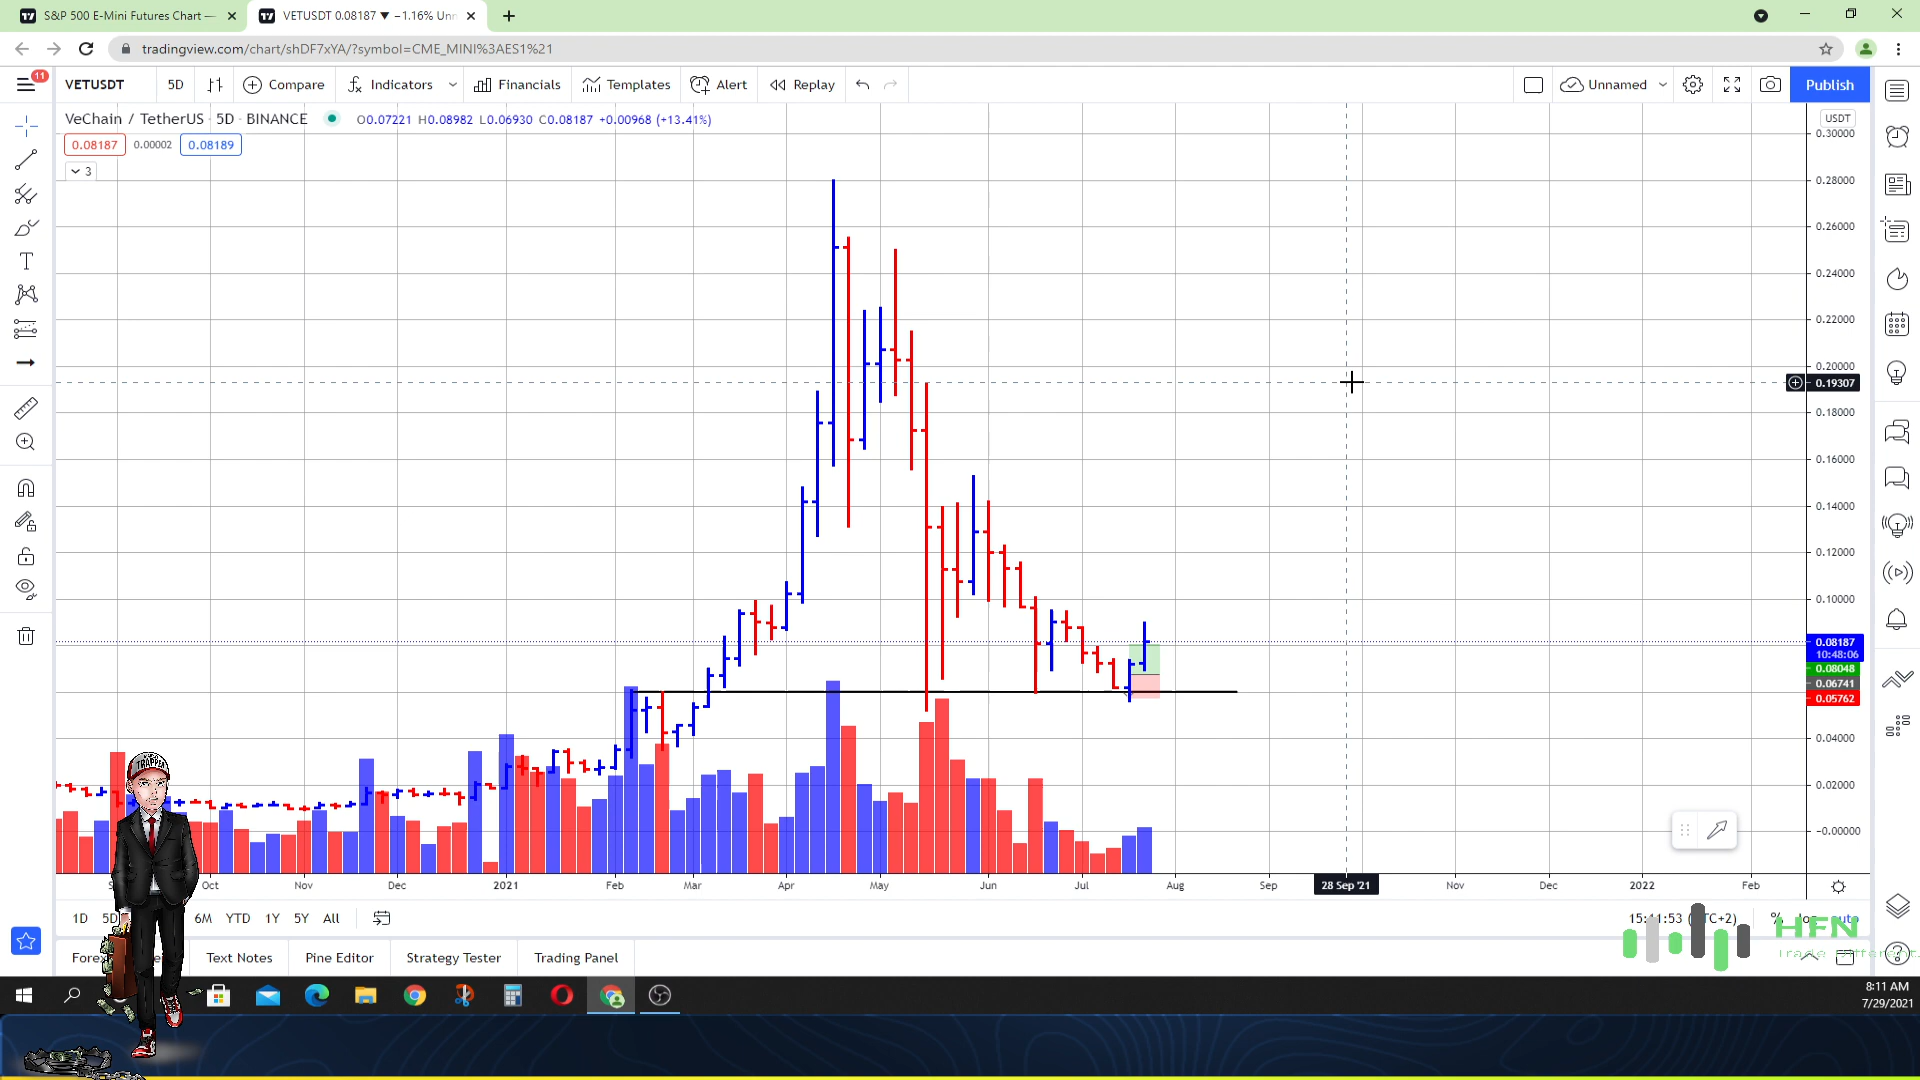 S&P 500 E-Mini Futures Chart —
VETUSDT 0.08187 ▼ −1.16% Unn
tradingview.com/chart/shDF7xYA/?symbol=CME_MINI%3AES1%21
11
VETUSDT
5D
Compare
Indicators
Financials
Templates
Alert
Replay
Unnamed
Publish
VeChain / TetherUS · 5D · BINANCE
O0.07221 H0.08982 L0.06930 C0.08187 +0.00968 (+13.41%)
0.08187
0.00002
0.08189
3
USDT
0.30000
0.28000
0.26000
0.24000
0.22000
0.20000
0.19307
0.18000
0.16000
0.14000
0.12000
0.10000
0.08187
10:48:06
0.08048
0.06741
0.05762
0.04000
0.02000
-0.00000
TRAPPER
Oct
Nov
Dec
2021
Feb
Mar
Apr
May
Jun
Jul
Aug
Sep
28 Sep '21
Nov
Dec
2022
Feb
1D
5D
6M
YTD
1Y
5Y
All
%
HFN
Trade Different.
Text Notes
Pine Editor
Strategy Tester
Trading Panel
8:11 AM
7/29/2021